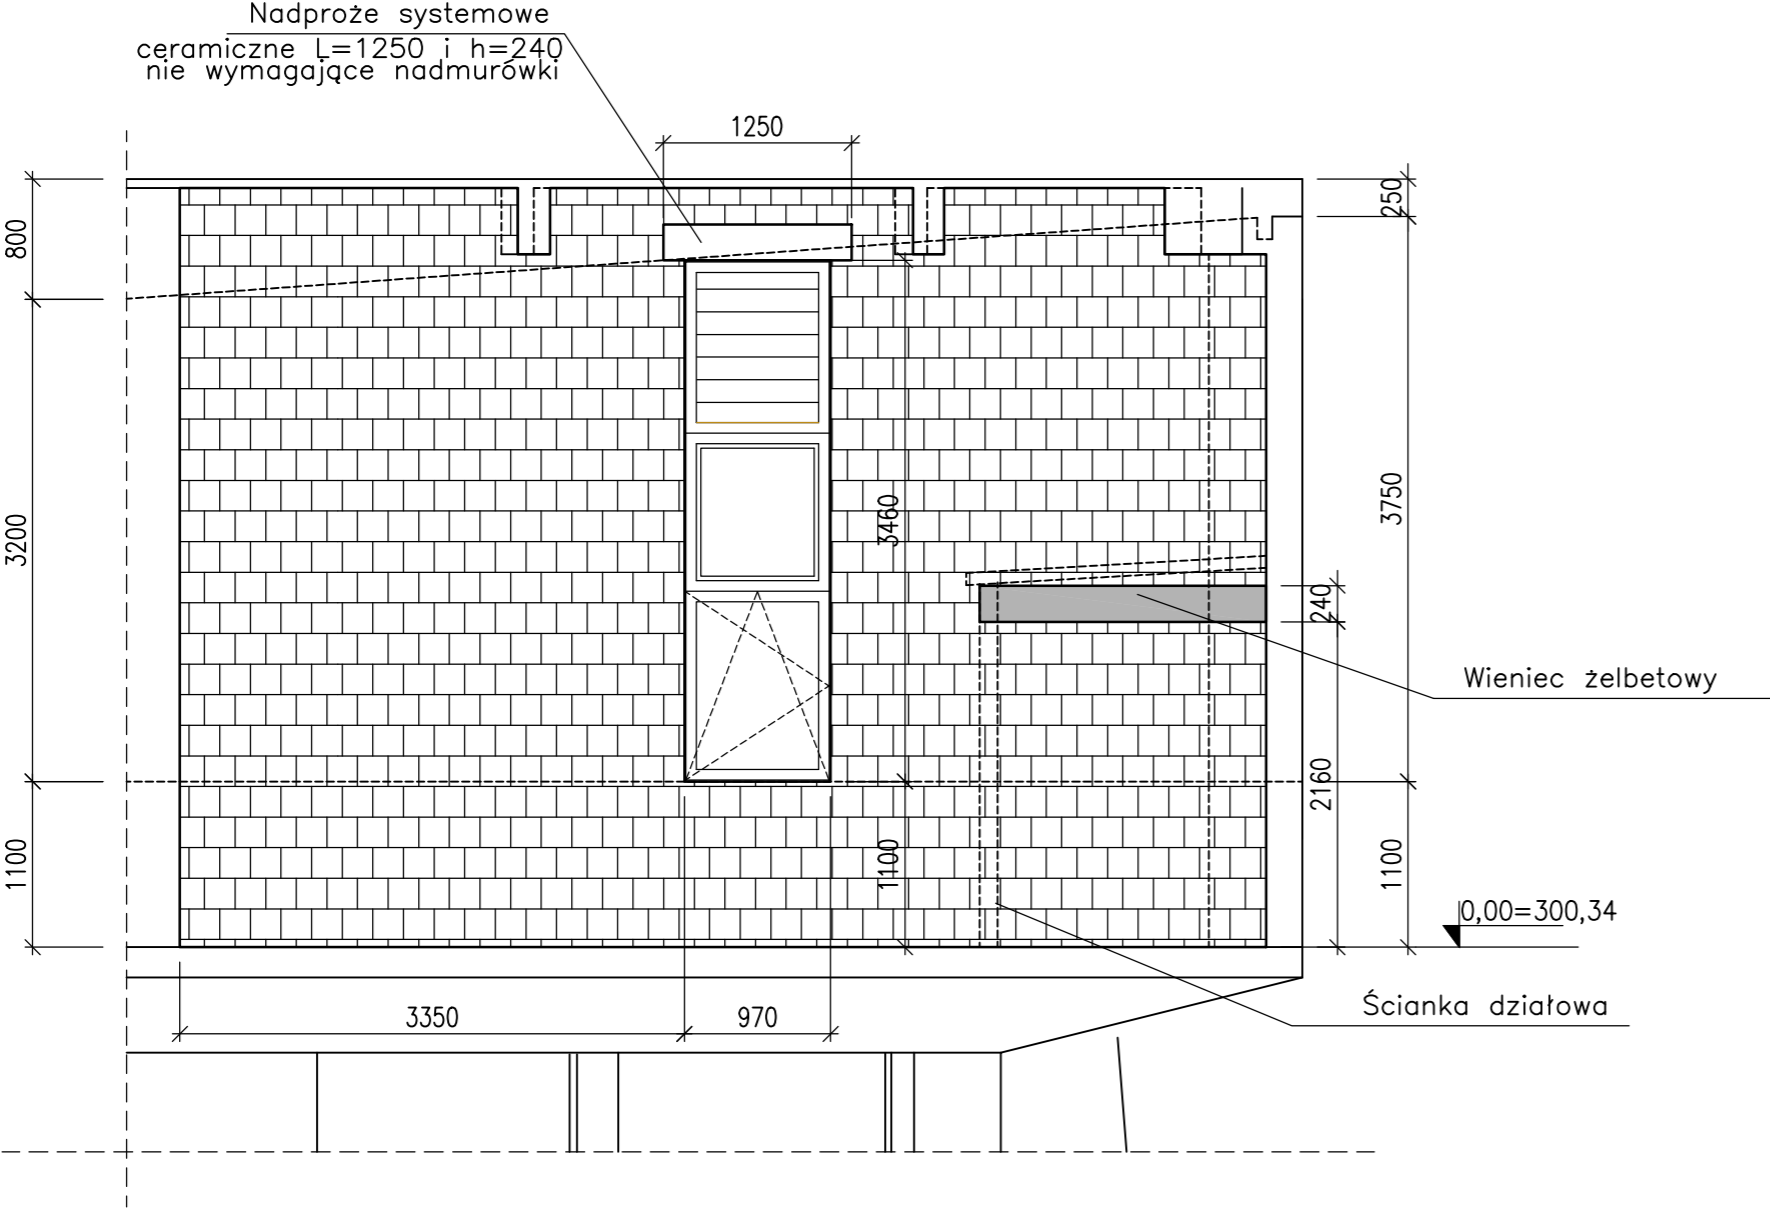 Nadproże systemowe
ceramiczne L=1250 i h=240
nie wymagające nadmurówki
1250
800
250
3200
3460
3750
240
Wieniec żelbetowy
2160
1100
1100
1100
0,00=300,34
Ścianka działowa
3350
970